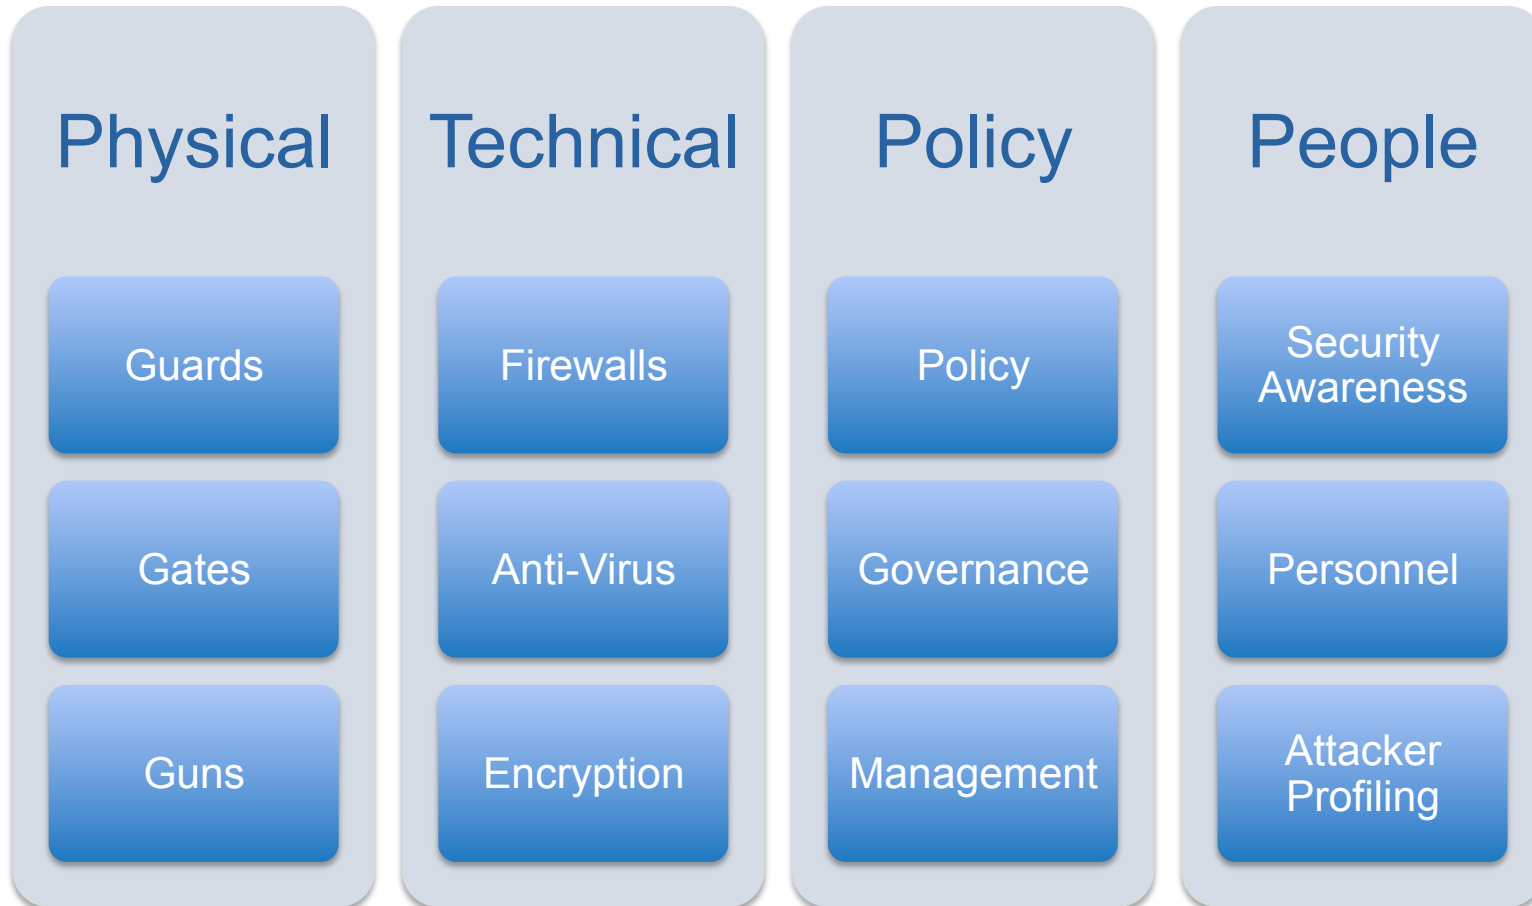 Physical
Guards
Gates
Guns
Technical
Firewalls
Anti-Virus
Encryption
Policy
Policy
Governance
Management
People
Security
Awareness
Personnel
Attacker
Profiling